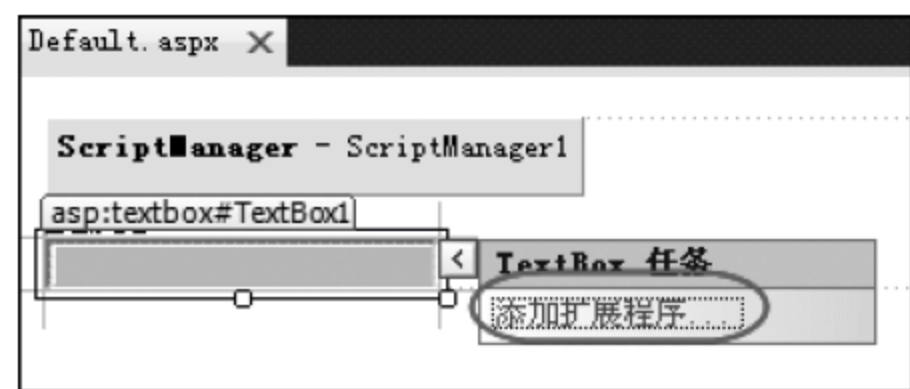 Default.aspx
ScriptManager - ScriptManager1
asp:textbox#TextBox1
TextBox 任务
添加扩展程序...